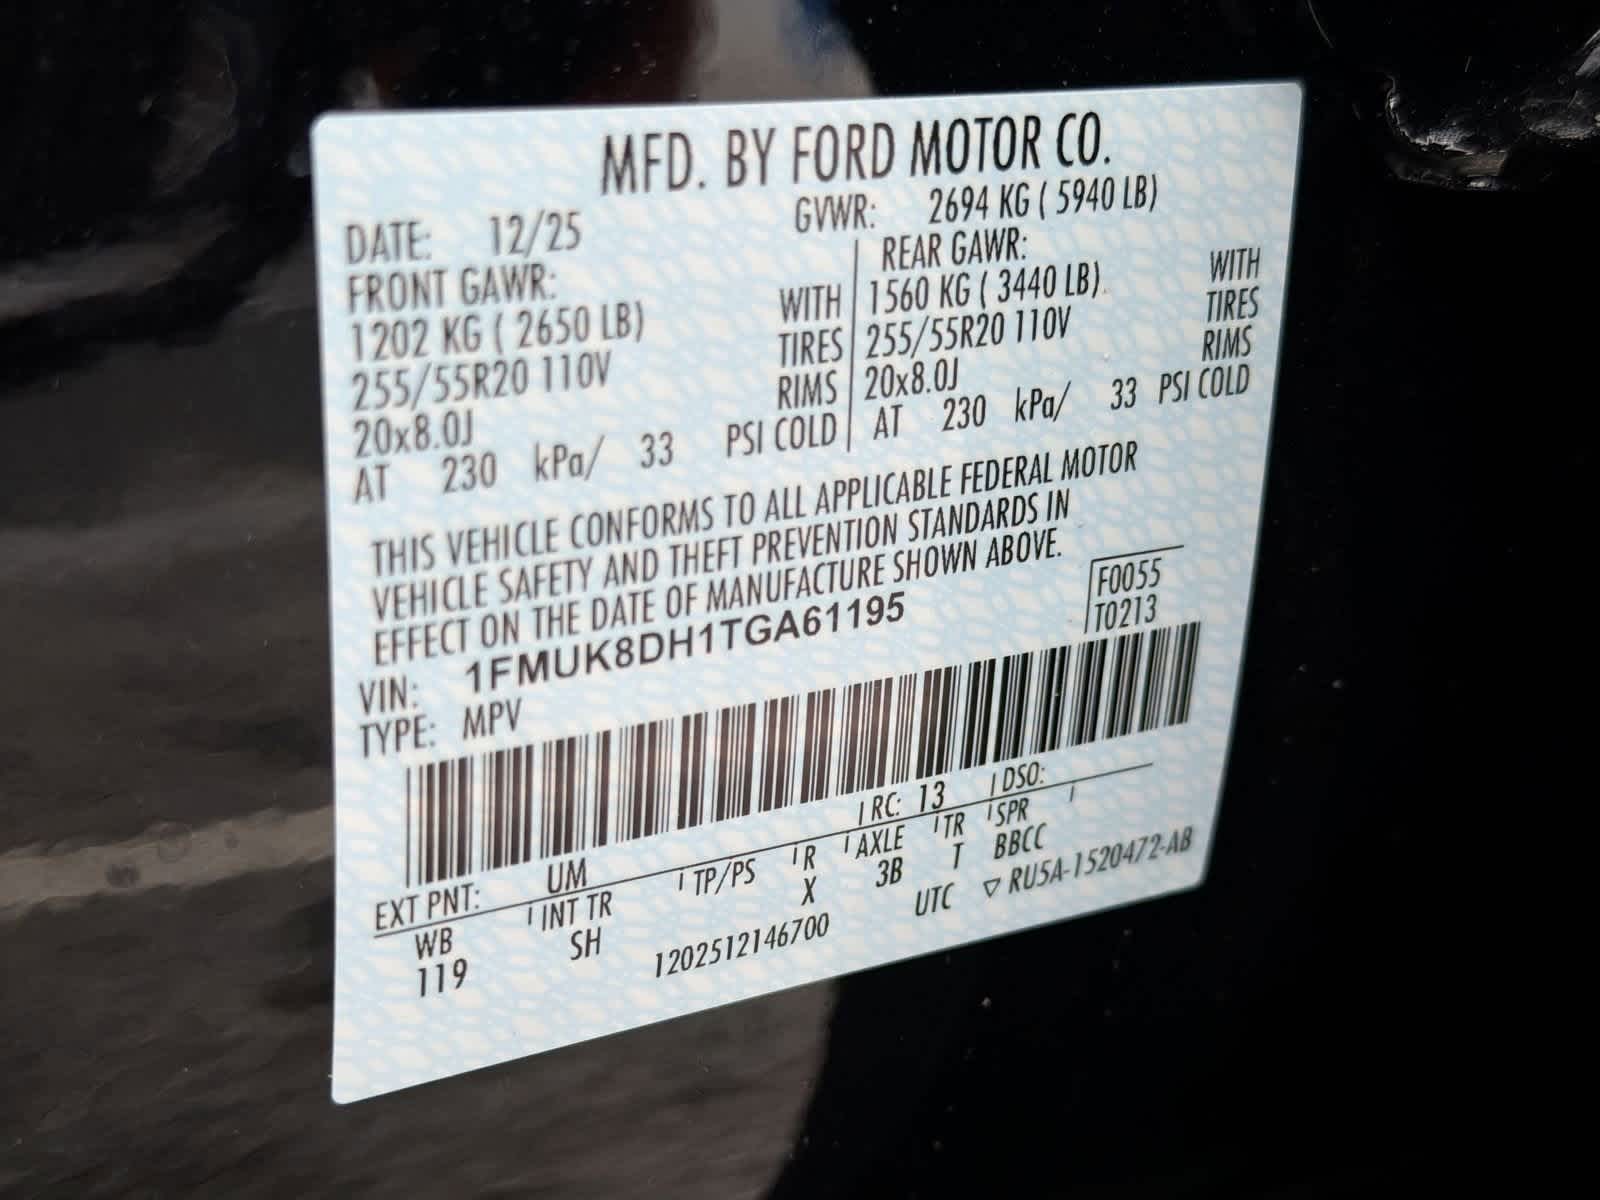 MFD. BY FORD MOTOR CO.
DATE: 12/25
GVWR: 2694 KG ( 5940 LB)
FRONT GAWR:
1202 KG ( 2650 LB) WITH
255/55R20 110V TIRES
20x8.0J RIMS
AT 230 kPa/ 33 PSI COLD
REAR GAWR:
1560 KG ( 3440 LB) WITH
255/55R20 110V TIRES
20x8.0J RIMS
AT 230 kPa/ 33 PSI COLD
THIS VEHICLE CONFORMS TO ALL APPLICABLE FEDERAL MOTOR
VEHICLE SAFETY AND THEFT PREVENTION STANDARDS IN
EFFECT ON THE DATE OF MANUFACTURE SHOWN ABOVE.
F0055
T0213
VIN: 1FMUK8DH1TGA61195
TYPE: MPV
EXT PNT: UM RC: 13 DSO:
WB INT TR TP/PS R AXLE TR SPR
119 SH X 3B T BBCC
1202512146700 UTC ▽ RU5A-1520472-AB